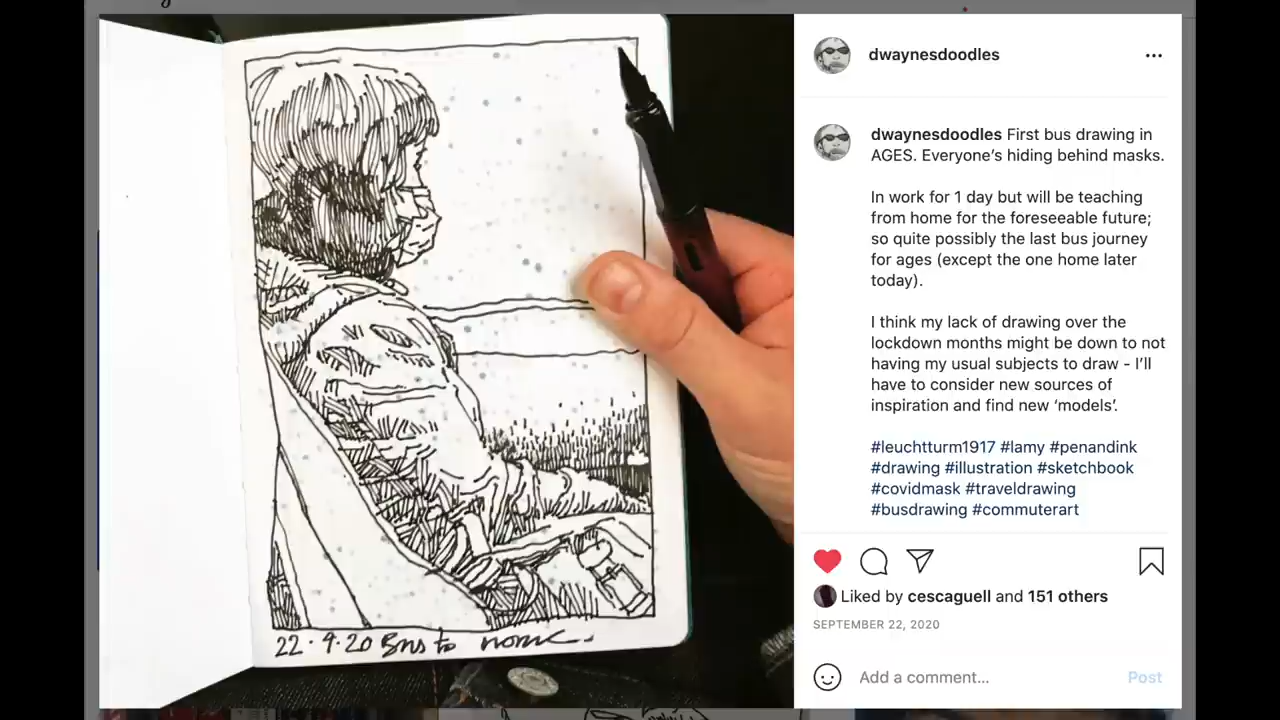 22.9.20 Bus to
dwaynesdoodles
dwaynesdoodles First bus drawing in
AGES. Everyone's hiding behind masks.
In work for 1 day but will be teaching
from home for the foreseeable future;
so quite possibly the last bus journey
for ages (except the one home later
today).
I think my lack of drawing over the
lockdown months might be down to not
having my usual subjects to draw - I'll
have to consider new sources of
inspiration and find new 'models'.
#leuchtturm1917 #lamy #penandink
#drawing #illustration #sketchbook
#covidmask #traveldrawing
#busdrawing #commuterart
Liked by cescaguell and 151 others
SEPTEMBER 22, 2020
Add a comment... Post